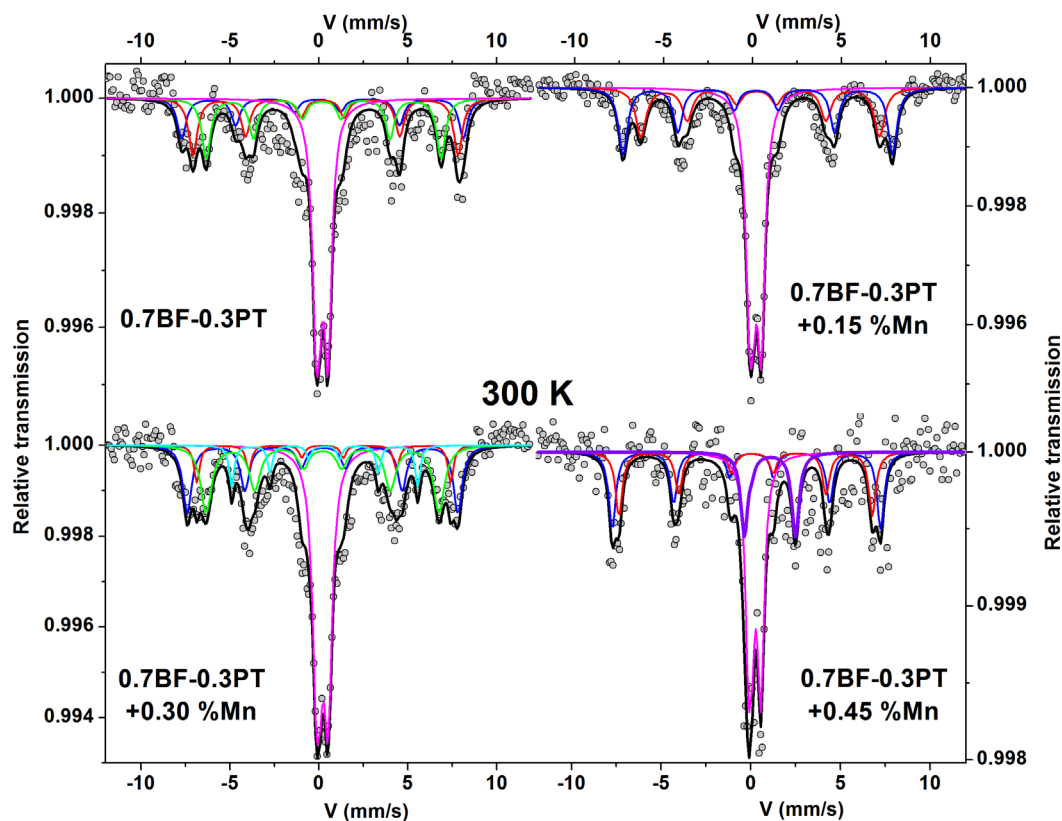 V (mm/s)
-10 -5 0 5 10 -10 -5 0 5 10
1.000 1.000
0.998 0.998
0.996 0.996
0.7BF-0.3PT
0.7BF-0.3PT
+0.15 %Mn
300 K
Relative transmission
Relative transmission
1.000 1.000
0.998
0.996 0.999
0.994
0.998
0.7BF-0.3PT
+0.30 %Mn
0.7BF-0.3PT
+0.45 %Mn
Relative transmission
-10 -5 0 5 10 -10 -5 0 5 10
V (mm/s) V (mm/s)
V (mm/s)